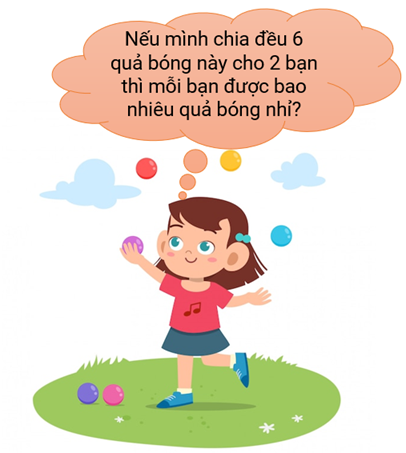 Nếu mình chia đều 6
quả bóng này cho 2 bạn
thì mỗi bạn được bao
nhiêu quả bóng nhỉ?